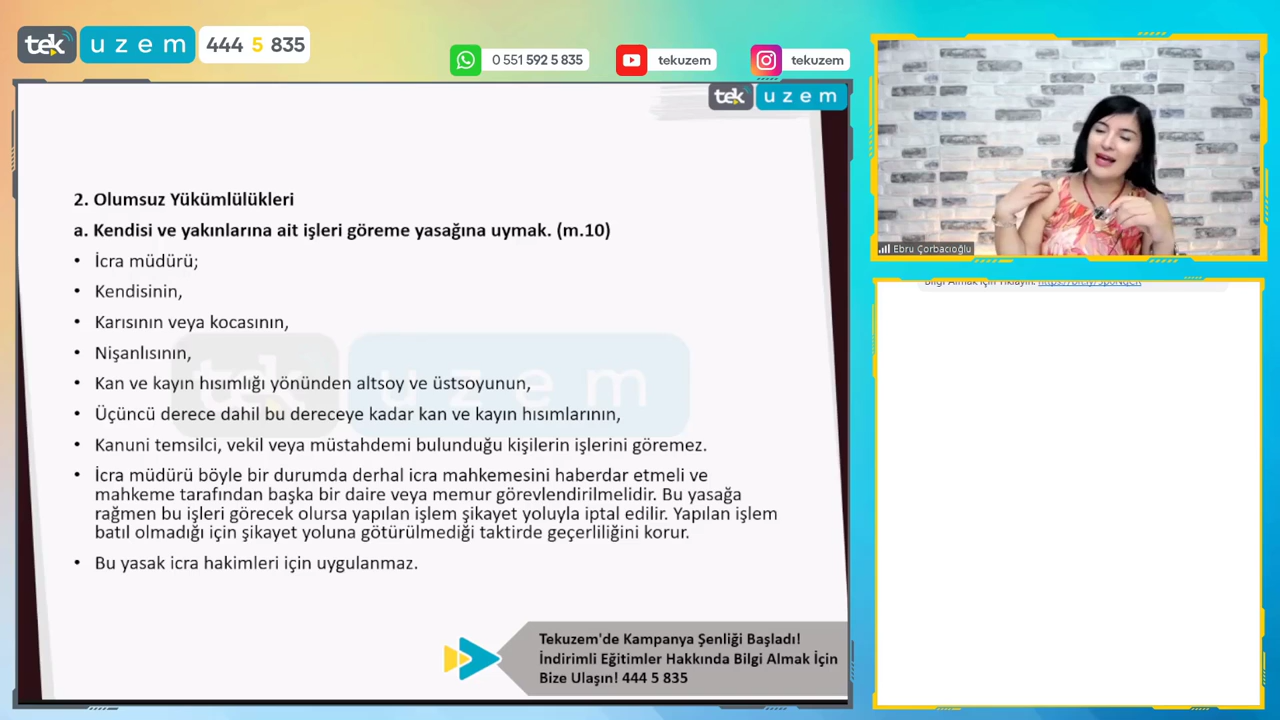 tek uzem 444 5 835
0 551 592 5 835
tekuzem
tekuzem
tek uzem
2. Olumsuz Yükümlülükleri
a. Kendisi ve yakınlarına ait işleri göreme yasağına uymak. (m.10)
• İcra müdürü;
• Kendisinin,
• Karısının veya kocasının,
• Nişanlısının,
• Kan ve kayın hısımlığı yönünden altsoy ve üstsoyunun,
• Üçüncü derece dahil bu dereceye kadar kan ve kayın hısımlarının,
• Kanuni temsilci, vekil veya müstahdemi bulunduğu kişilerin işlerini göremez.
• İcra müdürü böyle bir durumda derhal icra mahkemesini haberdar etmeli ve
mahkeme tarafından başka bir daire veya memur görevlendirilmelidir. Bu yasağa
rağmen bu işleri görecek olursa yapılan işlem şikayet yoluyla iptal edilir. Yapılan işlem
batıl olmadığı için şikayet yoluna götürülmediği taktirde geçerliliğini korur.
• Bu yasak icra hakimleri için uygulanmaz.
tek uzem
Tekuzem'de Kampanya Şenliği Başladı!
İndirimli Eğitimler Hakkında Bilgi Almak İçin
Bize Ulaşın! 444 5 835
Ebru Çorbacıoğlu
Bilgi Almak İçin Tıklayın: